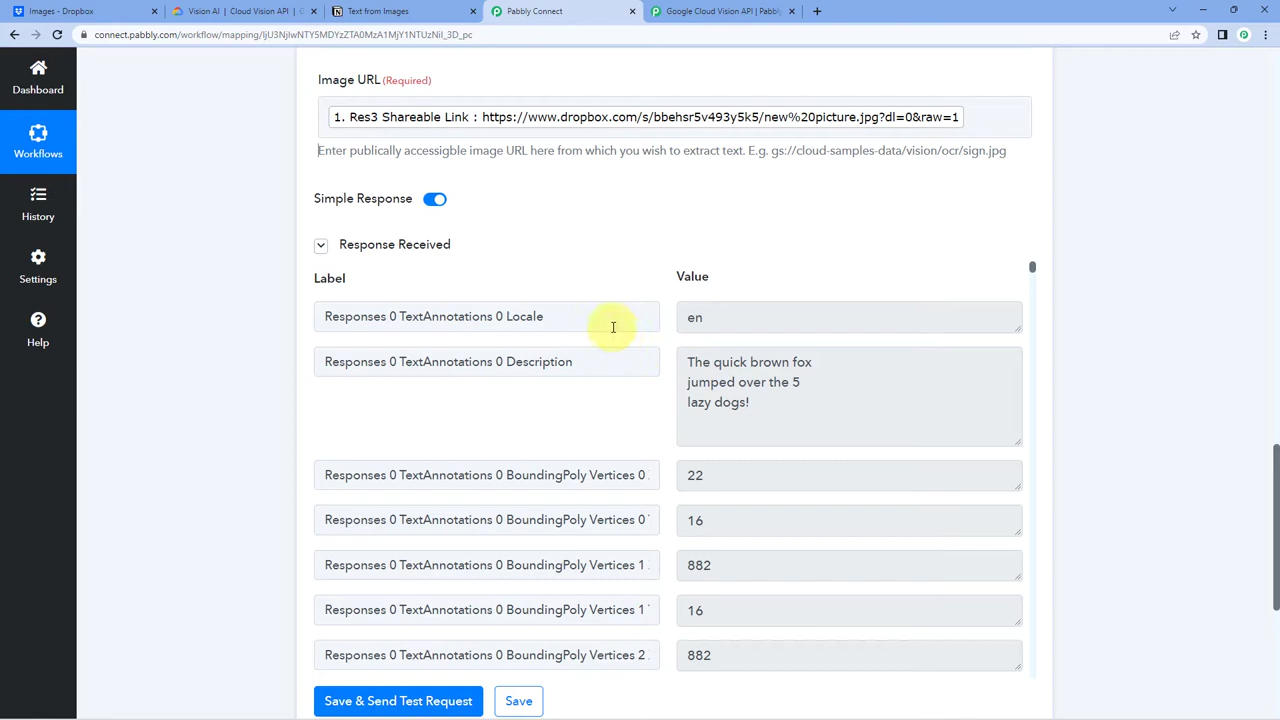 Images - Dropbox
Vision AI | Cloud Vision API |
Text from Images
Pabbly Connect
Google Cloud Vision API | Pabbl
connect.pabbly.com/workflow/mapping/
Dashboard
Workflows
History
Settings
Help
Image URL (Required)
1. Res3 Shareable Link : https://www.dropbox.com/s/bbehsr5v493y5k5/new%20picture.jpg?dl=0&raw=1
Enter publically accessigble image URL here from which you wish to extract text. E.g. gs://cloud-samples-data/vision/ocr/sign.jpg
Simple Response
Response Received
Label Value
Responses 0 TextAnnotations 0 Locale en
Responses 0 TextAnnotations 0 Description The quick brown fox
jumped over the 5
lazy dogs!
Responses 0 TextAnnotations 0 BoundingPoly Vertices 0 22
Responses 0 TextAnnotations 0 BoundingPoly Vertices 0 16
Responses 0 TextAnnotations 0 BoundingPoly Vertices 1 882
Responses 0 TextAnnotations 0 BoundingPoly Vertices 1 16
Responses 0 TextAnnotations 0 BoundingPoly Vertices 2 882
Save & Send Test Request Save